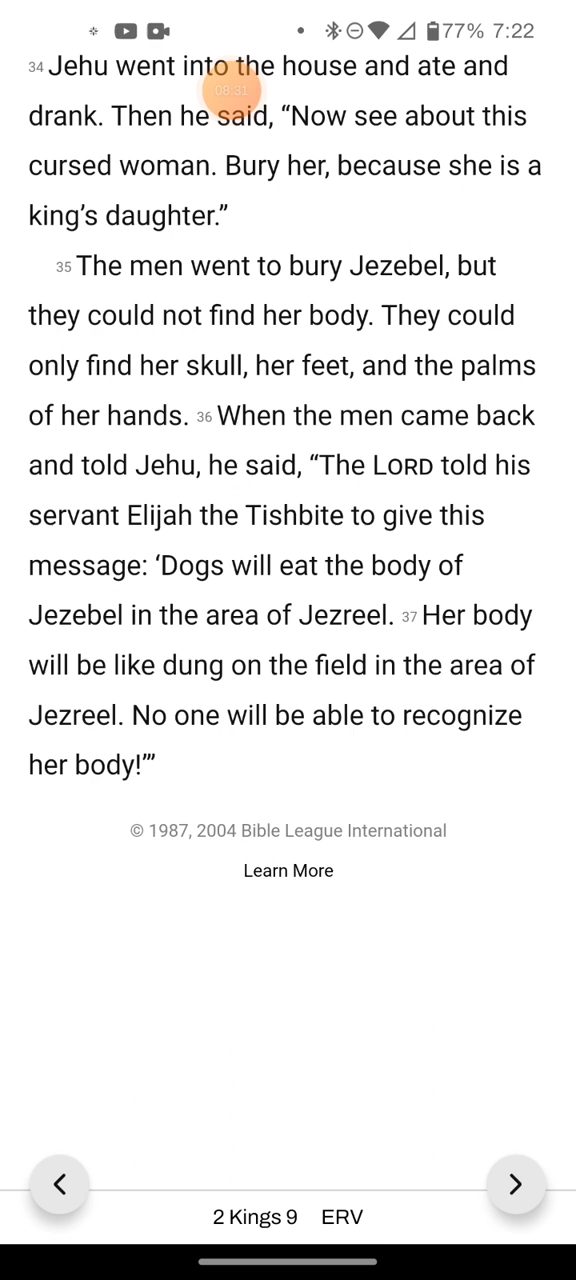 77% 7:22
34 Jehu went into the house and ate and
08:31
drank. Then he said, “Now see about this
cursed woman. Bury her, because she is a
king’s daughter.”
35 The men went to bury Jezebel, but
they could not find her body. They could
only find her skull, her feet, and the palms
of her hands. 36 When the men came back
and told Jehu, he said, “The LORD told his
servant Elijah the Tishbite to give this
message: ‘Dogs will eat the body of
Jezebel in the area of Jezreel. 37 Her body
will be like dung on the field in the area of
Jezreel. No one will be able to recognize
her body!’”
© 1987, 2004 Bible League International
Learn More
2 Kings 9 ERV